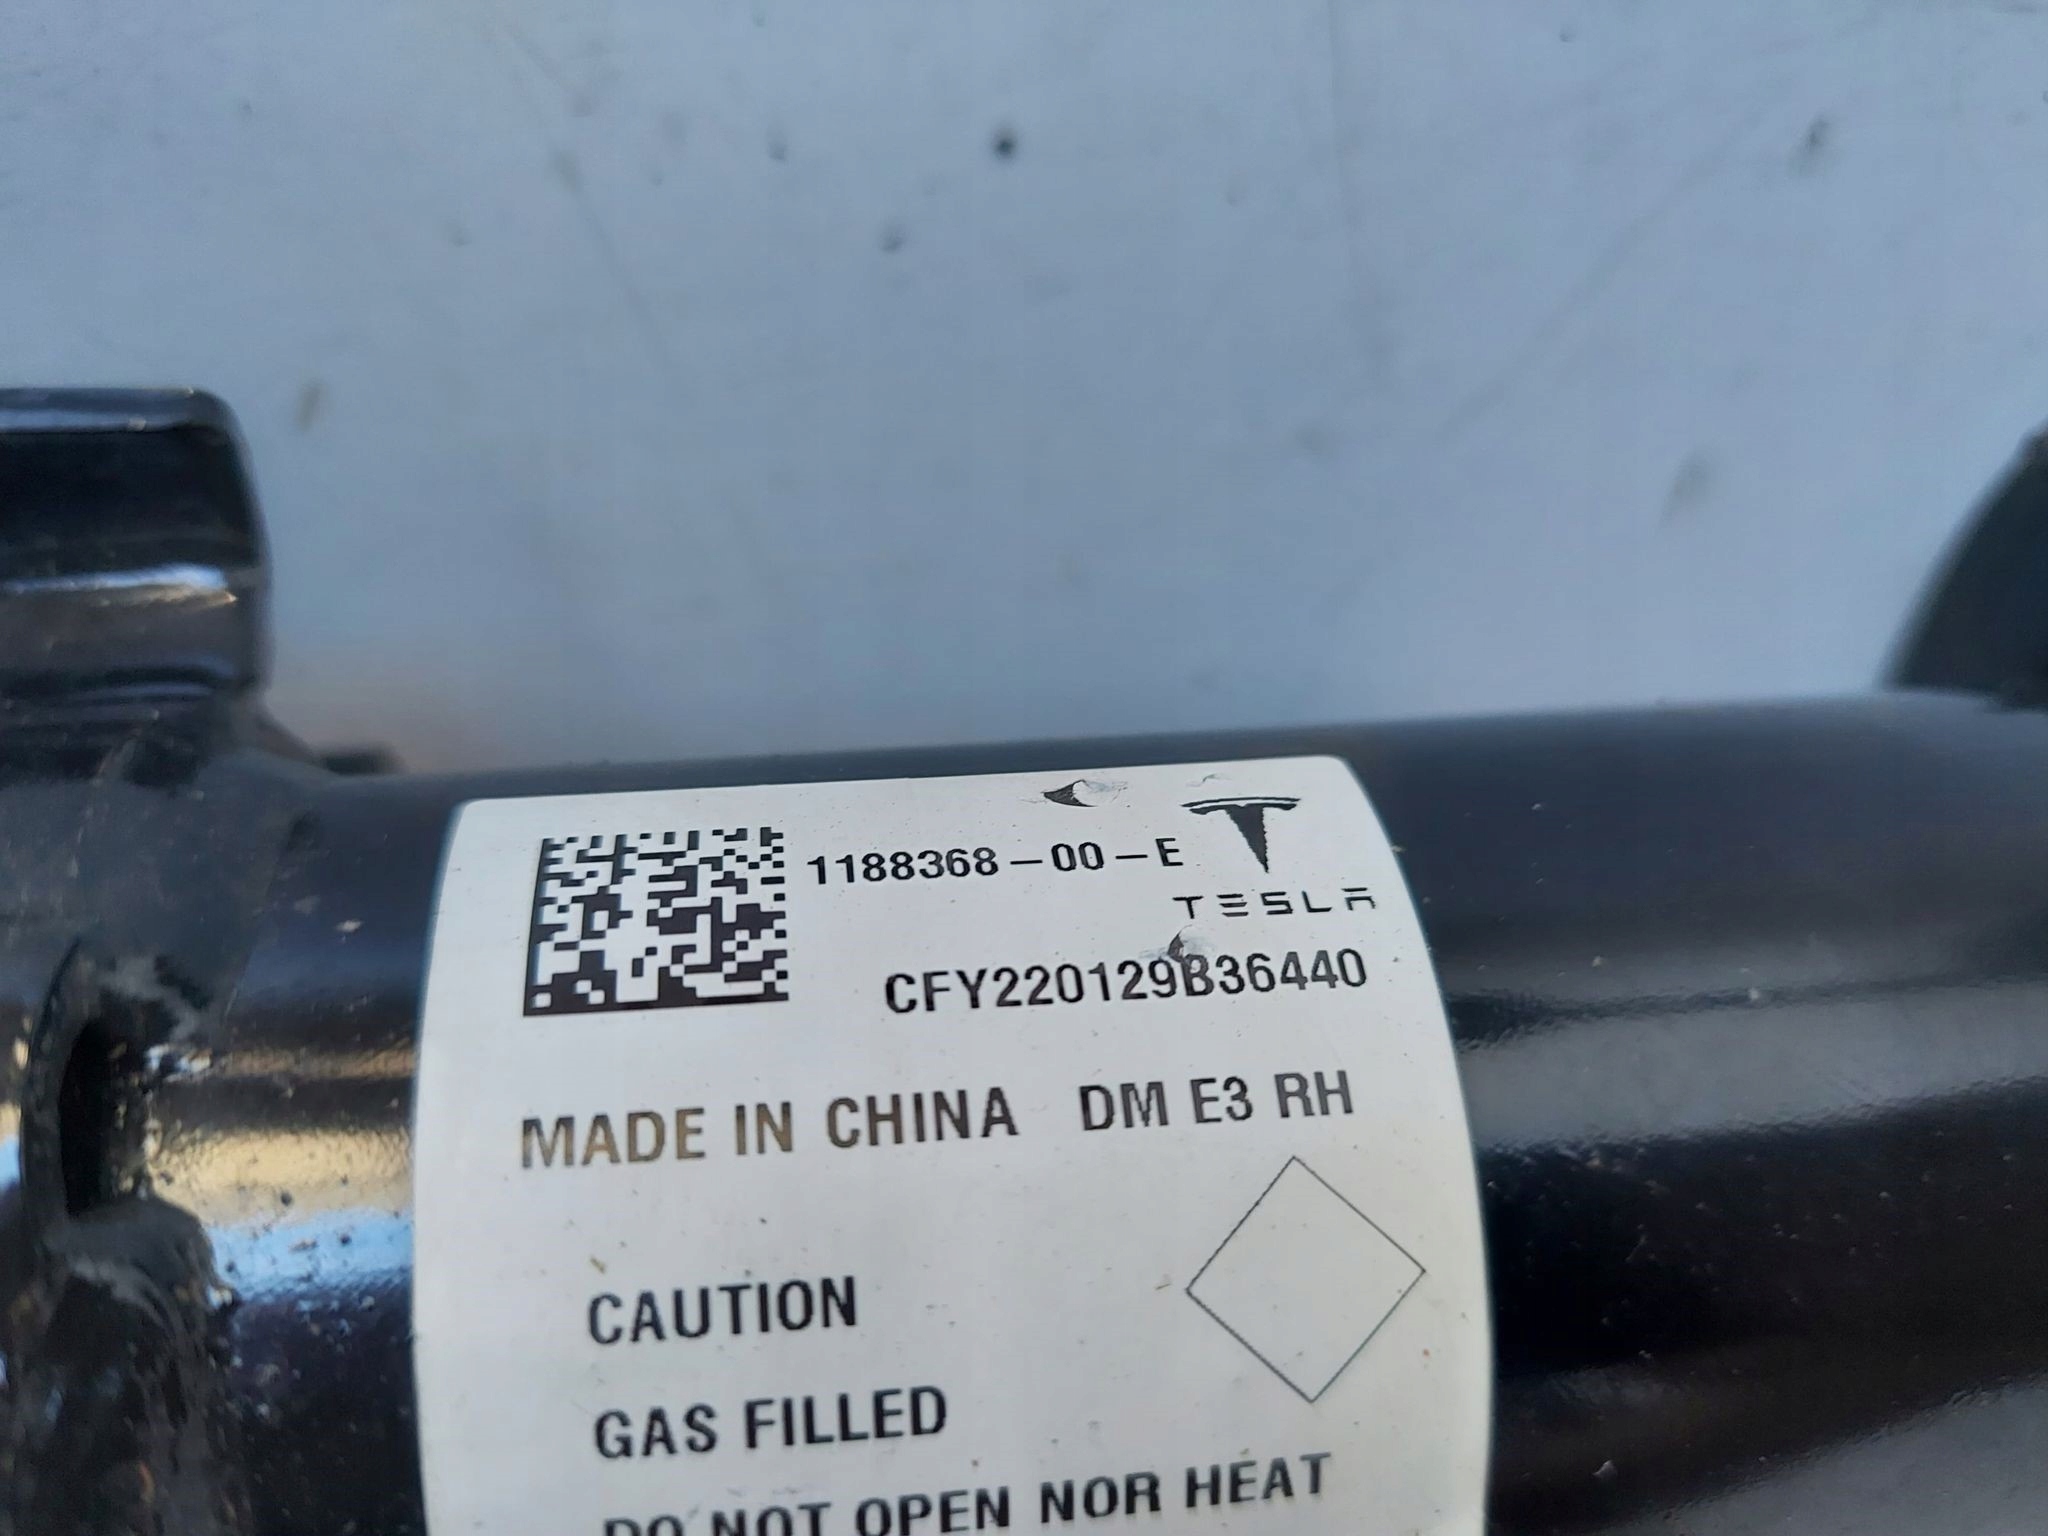 1188368-00-E
TESLA
CFY220129B36440
MADE IN CHINA DM E3 RH
CAUTION
GAS FILLED
DO NOT OPEN NOR HEAT